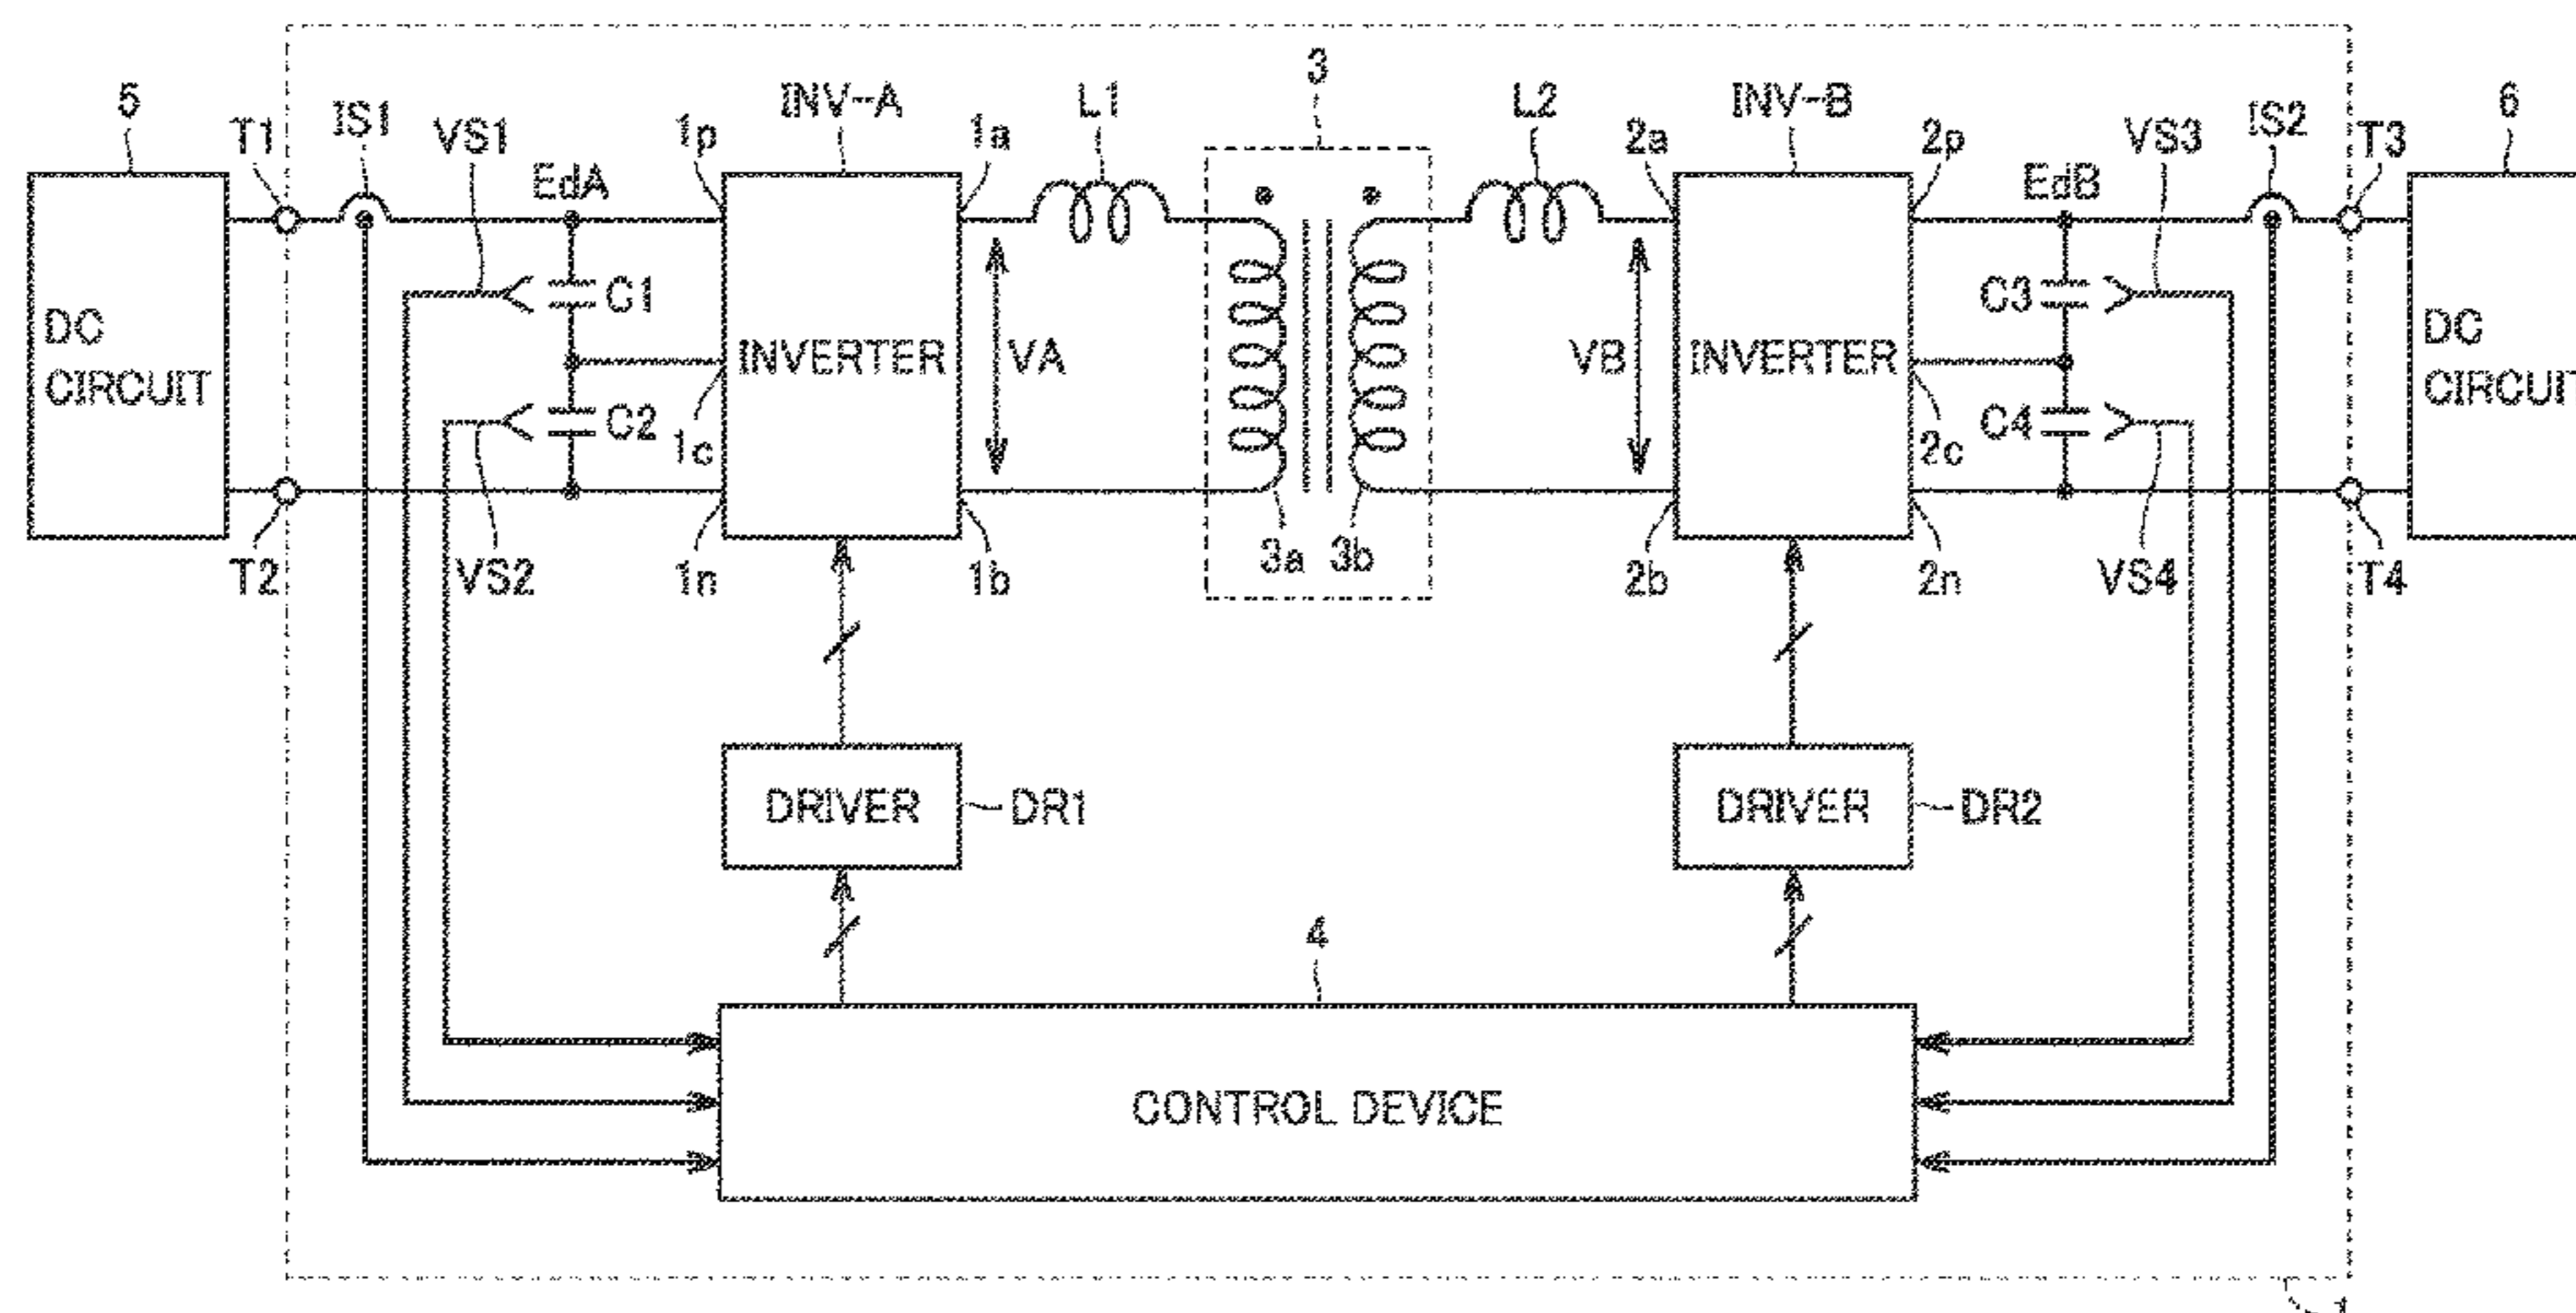 3
5
T1
IS1
VS1
EdA
1p
INV-A
1a
L1
L2
2a
INV-B
2p
EdB
VS3
IS2
T3
6
DC
CIRCUIT
C1
C2
1c
INVERTER
VA
VB
INVERTER
C3
C4
2c
DC
T2
VS2
1n
1b
3a
3b
2b
2n
VS4
T4
DRIVER
DR1
DRIVER
DR2
4
CONTROL DEVICE